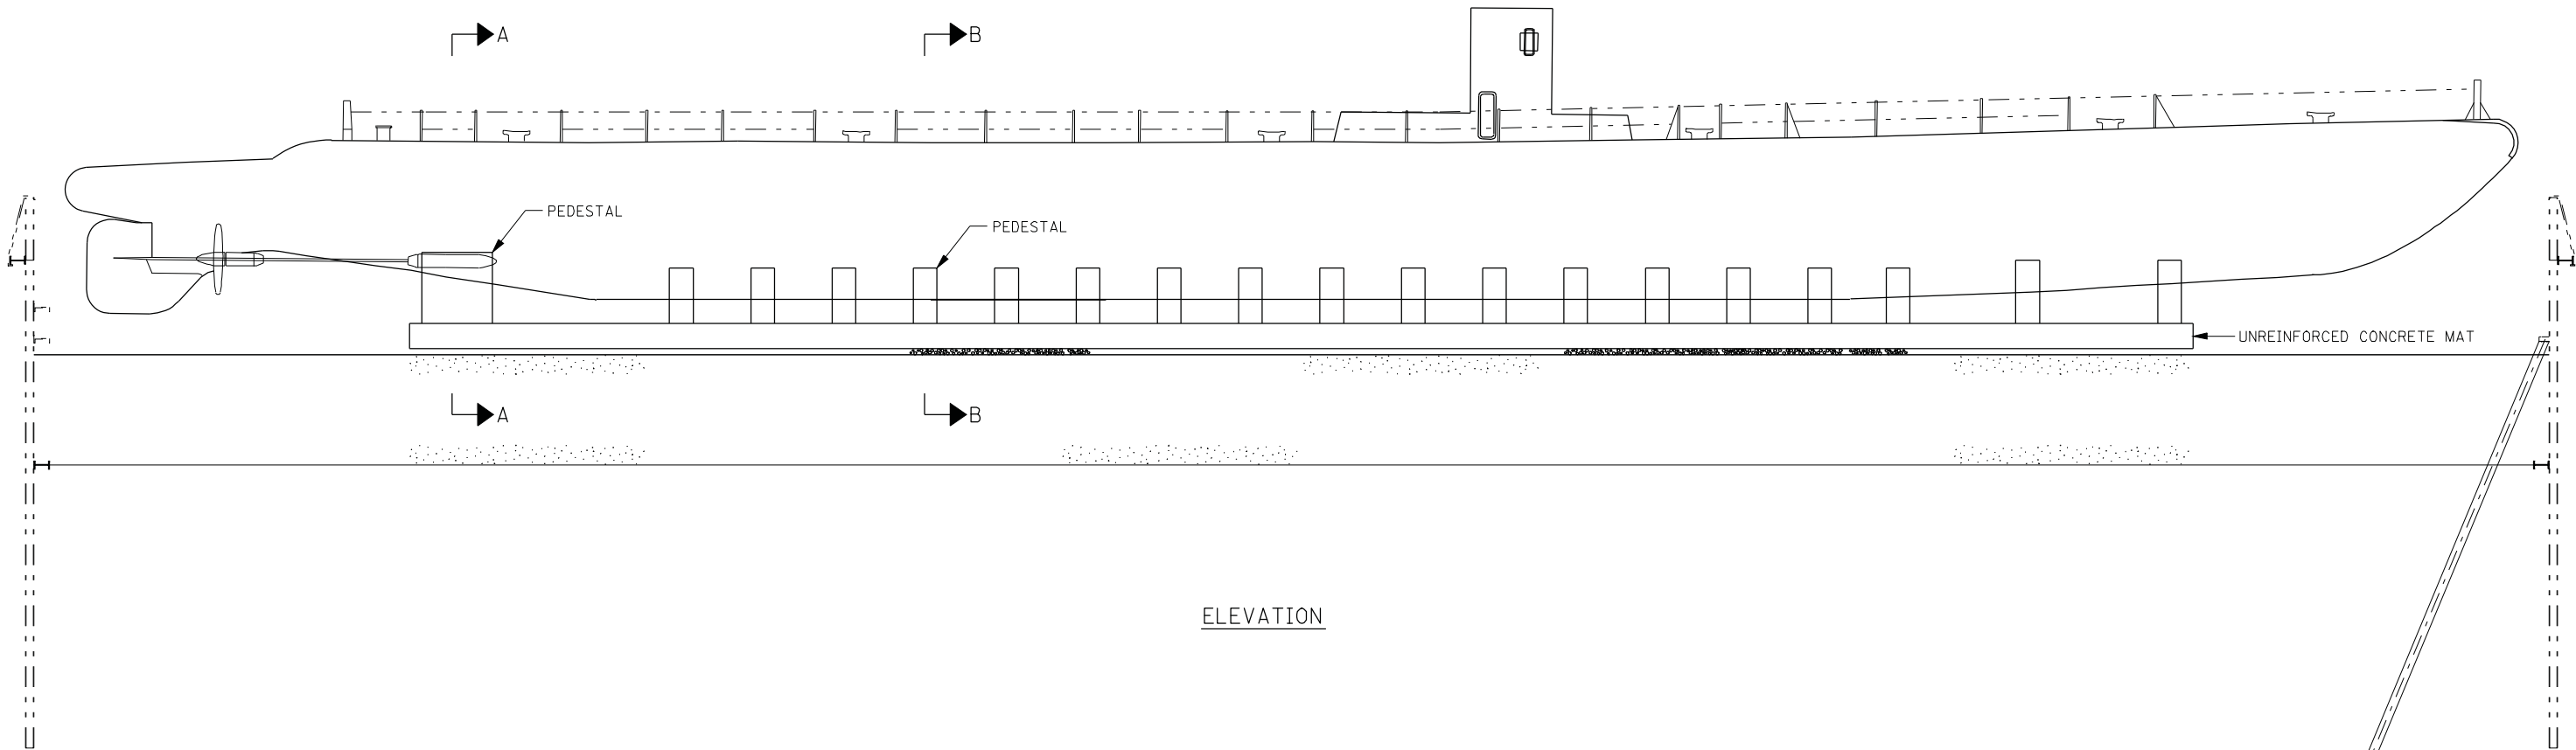 A
B
PEDESTAL
PEDESTAL
UNREINFORCED CONCRETE MAT
A
B
ELEVATION